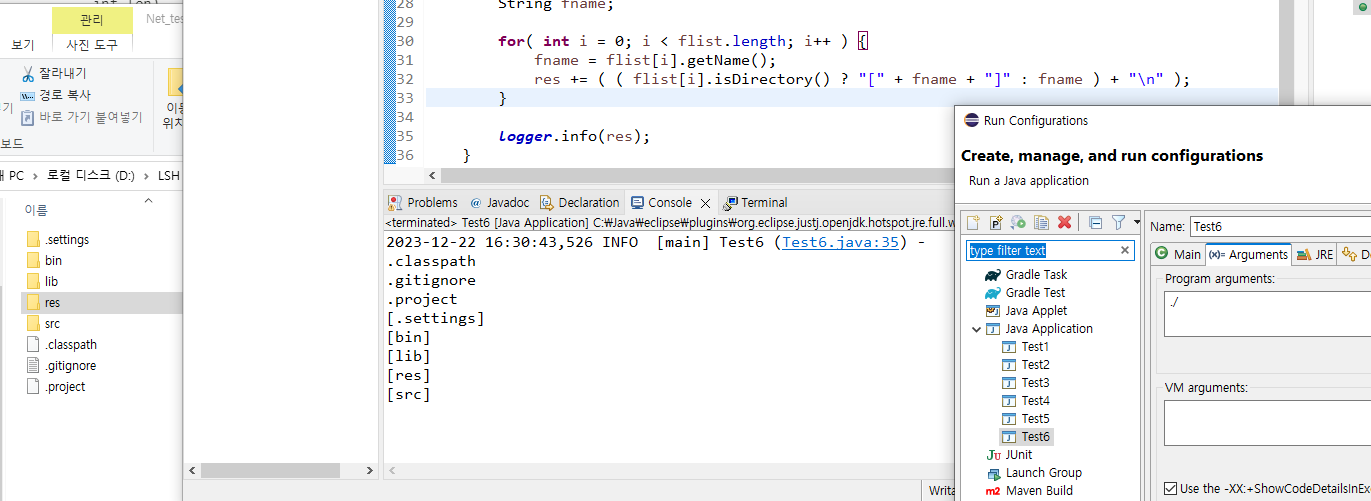 관리
Net_tes
보기
사진 도구
잘라내기
경로 복사
바로 가기 붙여넣기
이동
위치
보드
PC
로컬 디스크 (D:)
LSH
이름
.settings
bin
lib
res
src
.classpath
.gitignore
.project
28 String fname;
29
30 for( int i = 0; i < flist.length; i++ ) {
31 fname = flist[i].getName();
32 res += ( ( flist[i].isDirectory() ? "[" + fname + "]" : fname ) + "\n" );
33 }
34
35 logger.info(res);
36 }
Problems @ Javadoc Declaration Console Terminal
<terminated> Test6 [Java Application] C:₩Java₩eclipse₩plugins₩org.eclipse.justj.openjdk.hotspot.jre.full.w
2023-12-22 16:30:43,526 INFO [main] Test6 (Test6.java:35) -
.classpath
.gitignore
.project
[.settings]
[bin]
[lib]
[res]
[src]
Writa
Run Configurations
Create, manage, and run configurations
Run a Java application
type filter text
Gradle Task
Gradle Test
Java Applet
Java Application
Test1
Test2
Test3
Test4
Test5
Test6
JUnit
Launch Group
Maven Build
Name: Test6
Main (x)= Arguments JRE
Program arguments:
./
VM arguments:
Use the -XX:+ShowCodeDetailsInEx